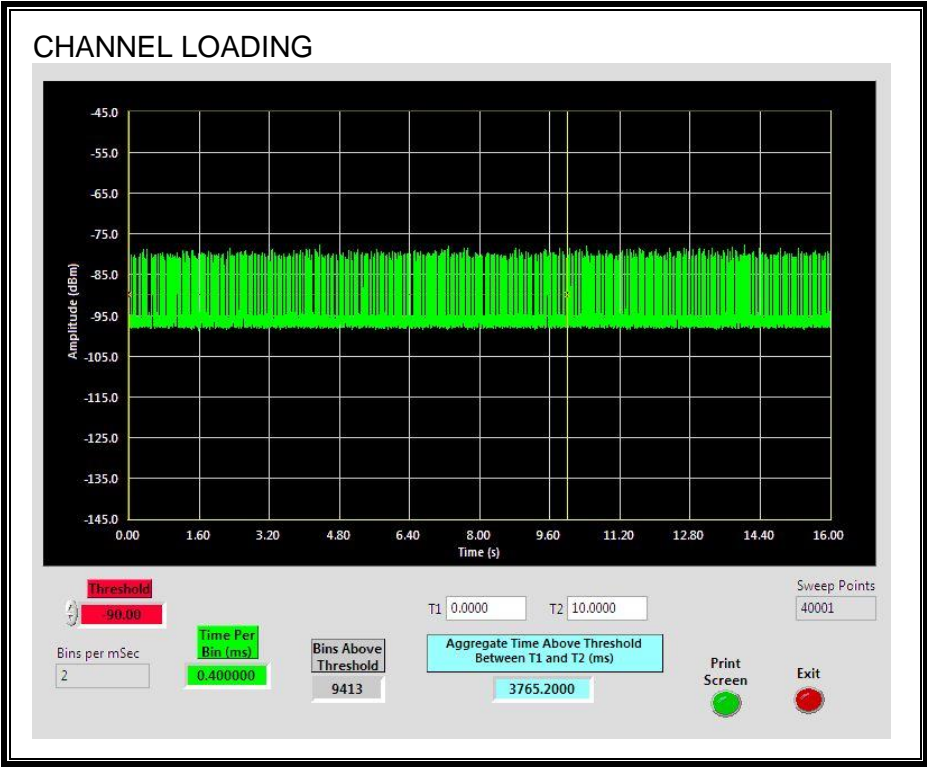 CHANNEL LOADING
-45.0
-55.0
-65.0
-75.0
-85.0
-95.0
-105.0
-115.0
-125.0
-135.0
-145.0
Amplitude (dBm)
0.00 1.60 3.20 4.80 6.40 8.00 9.60 11.20 12.80 14.40 16.00
Time (s)
Threshold
-90.00
Bins per mSec
2
Time Per
Bin (ms)
0.400000
Bins Above
Threshold
9413
T1 0.0000 T2 10.0000
Aggregate Time Above Threshold
Between T1 and T2 (ms)
3765.2000
Sweep Points
40001
Print
Screen
Exit